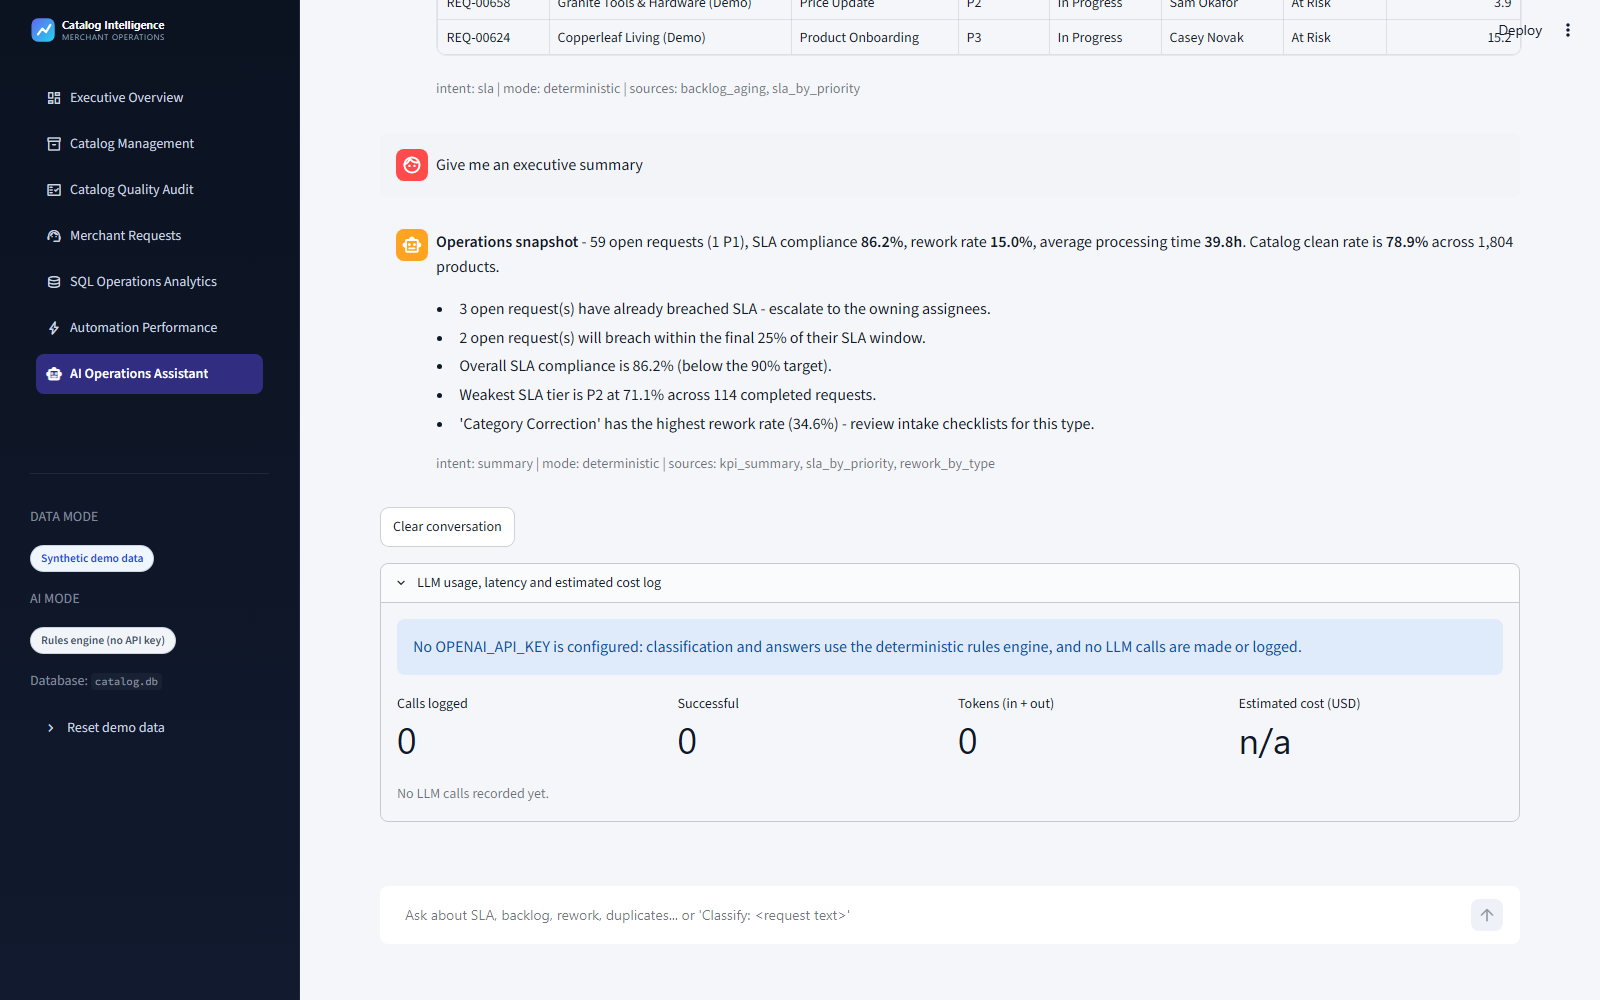 Catalog Intelligence
MERCHANT OPERATIONS
Executive Overview
Catalog Management
Catalog Quality Audit
Merchant Requests
SQL Operations Analytics
Automation Performance
AI Operations Assistant
DATA MODE
Synthetic demo data
AI MODE
Rules engine (no API key)
Database: catalog.db
Reset demo data
Deploy
REQ-00658 Granite Tools & Hardware (Demo) Price Update P2 In Progress Sam Okafor At Risk 3.9
REQ-00624 Copperleaf Living (Demo) Product Onboarding P3 In Progress Casey Novak At Risk 15.2
intent: sla | mode: deterministic | sources: backlog_aging, sla_by_priority
Give me an executive summary
Operations snapshot - 59 open requests (1 P1), SLA compliance 86.2%, rework rate 15.0%, average processing time 39.8h. Catalog clean rate is 78.9% across 1,804
products.
• 3 open request(s) have already breached SLA - escalate to the owning assignees.
• 2 open request(s) will breach within the final 25% of their SLA window.
• Overall SLA compliance is 86.2% (below the 90% target).
• Weakest SLA tier is P2 at 71.1% across 114 completed requests.
• 'Category Correction' has the highest rework rate (34.6%) - review intake checklists for this type.
intent: summary | mode: deterministic | sources: kpi_summary, sla_by_priority, rework_by_type
Clear conversation
LLM usage, latency and estimated cost log
No OPENAI_API_KEY is configured: classification and answers use the deterministic rules engine, and no LLM calls are made or logged.
Calls logged Successful Tokens (in + out) Estimated cost (USD)
0 0 0 n/a
No LLM calls recorded yet.
Ask about SLA, backlog, rework, duplicates... or 'Classify: <request text>'